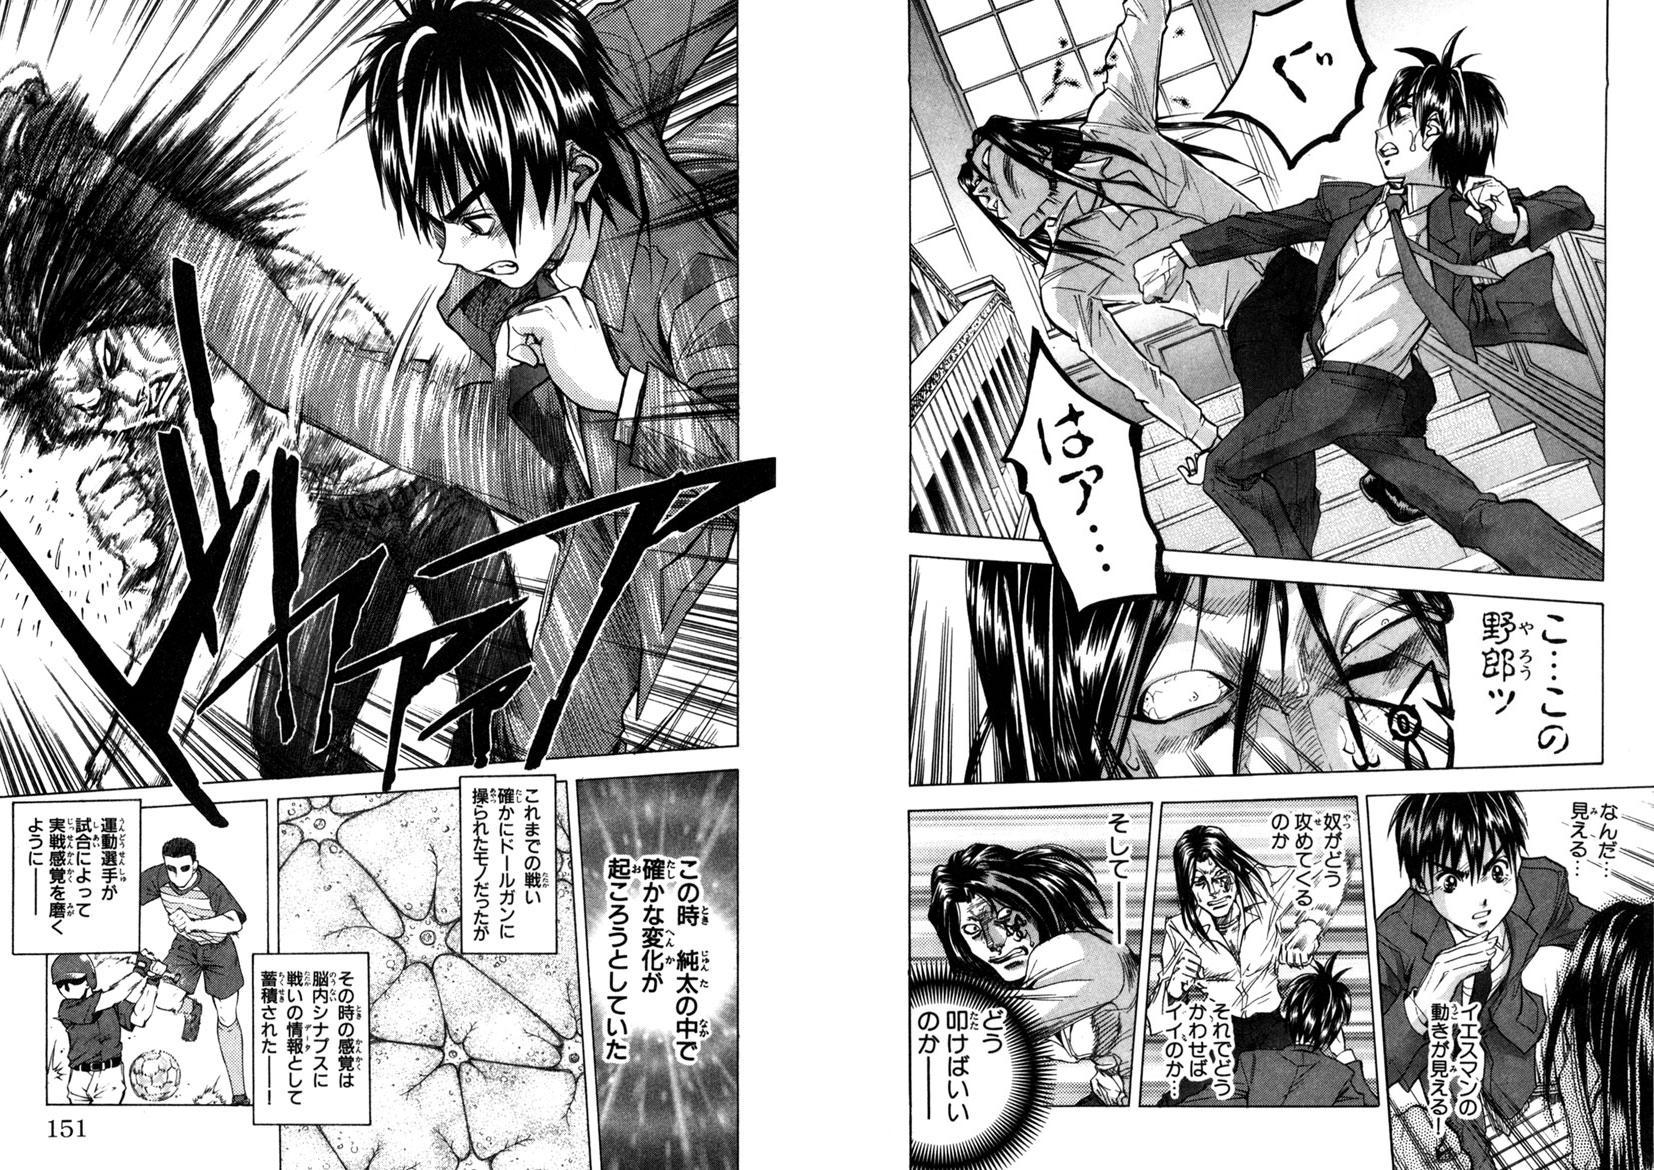 ぐ
はァ…
こ…この
野郎ッ
なんだ…
見える…
イエスマンの
動きが見える！
奴がどう
攻めてくる
のか
それでどう
かわせば
イイのか…
そして――
どう
叩けばいい
のか――
ドガガァ
この時 純太の中で
確かな変化が
起ころうとしていた
これまでの戦い
確かにドールガンに
操られたモノだったが
その時の感覚は
脳内シナプスに
戦いの情報として
蓄積された――！
運動選手が
試合によって
実戦感覚を磨く
ように――
151